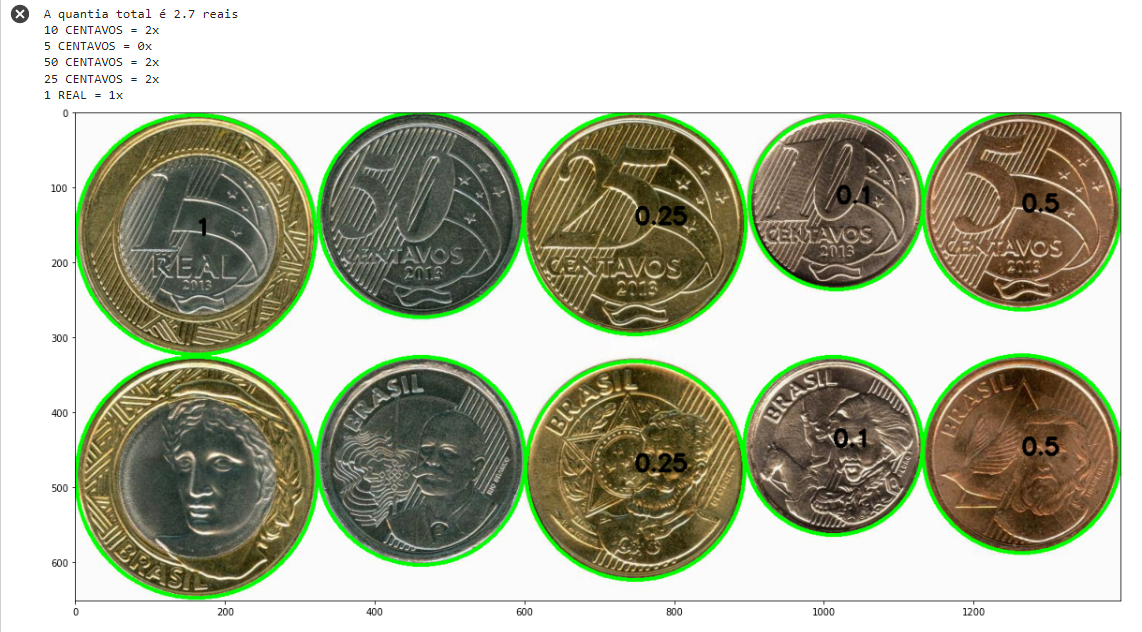 A quantia total é 2.7 reais
10 CENTAVOS = 2x
5 CENTAVOS = 0x
50 CENTAVOS = 2x
25 CENTAVOS = 2x
1 REAL = 1x
0
100
200
300
400
500
600
0
200
400
600
800
1000
1200
1
REAL
2013
1
50
CENTAVOS
2013
25
CENTAVOS
2013
0.25
10
CENTAVOS
2013
0.1
5
CENTAVOS
2013
0.5
BRASIL
BRASIL
RIO BRANCO
BRASIL
0.25
BRASIL
0.1
BRASIL
0.5